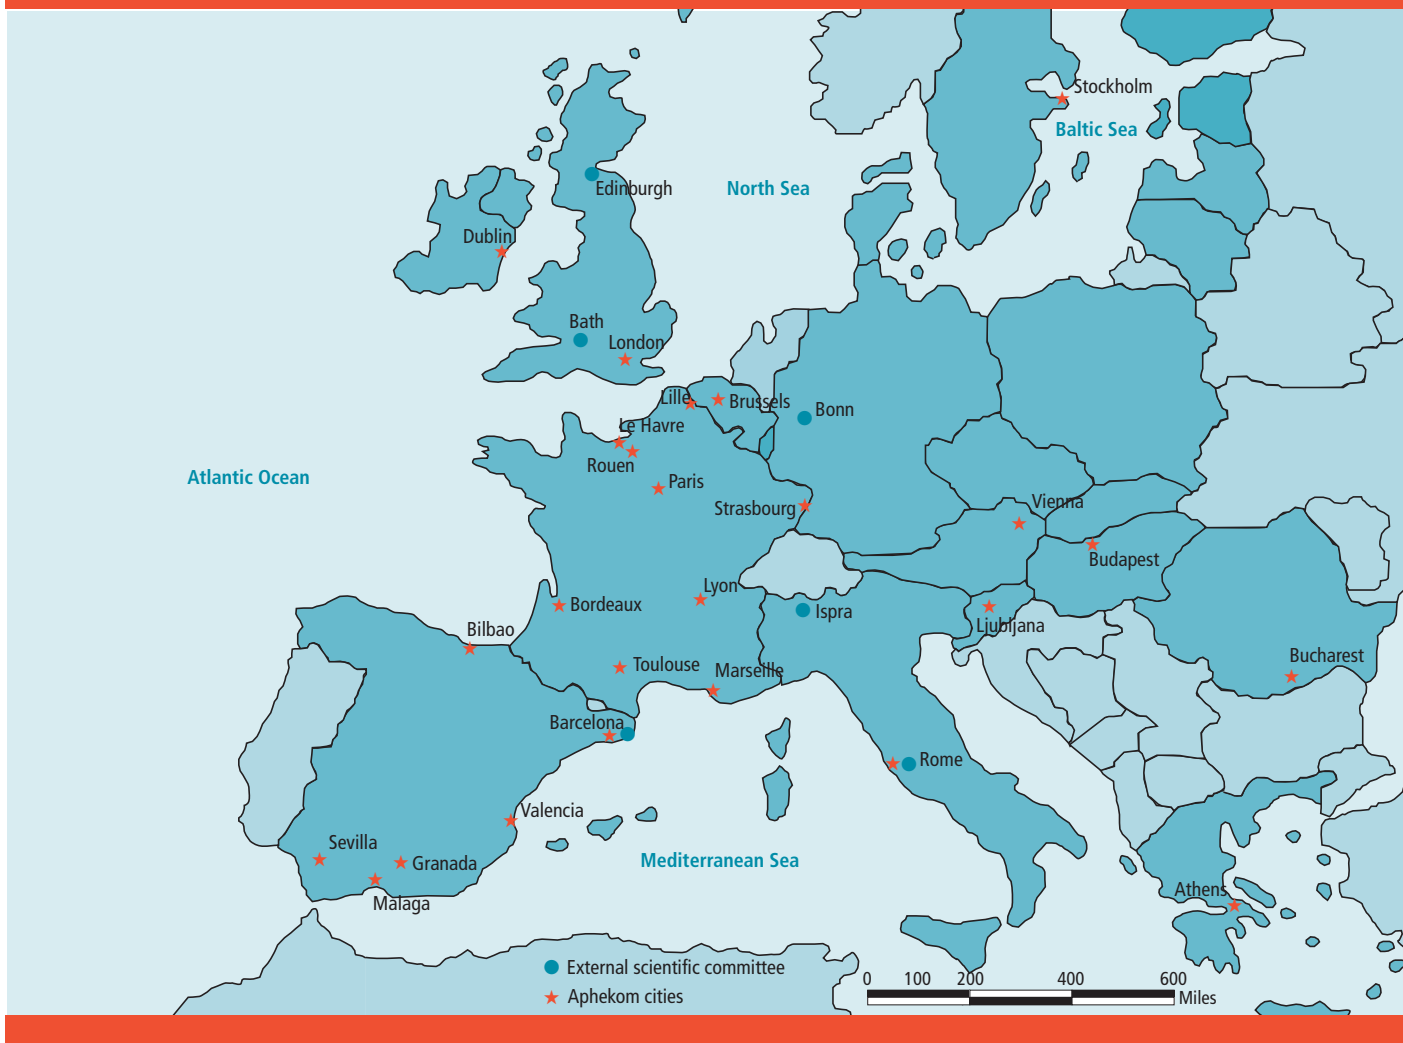 Stockholm
Baltic Sea
North Sea
Edinburgh
Dublin
Bath
London
Lille
Brussels
Bonn
Le Havre
Rouen
Atlantic Ocean
Paris
Strasbourg
Vienna
Budapest
Lyon
Bordeaux
Ispra
Ljubljana
Bilbao
Toulouse
Marseille
Bucharest
Barcelona
Rome
Valencia
Sevilla
Granada
Mediterranean Sea
Malaga
Athens
External scientific committee
Aphekom cities
0 100 200 400 600
Miles